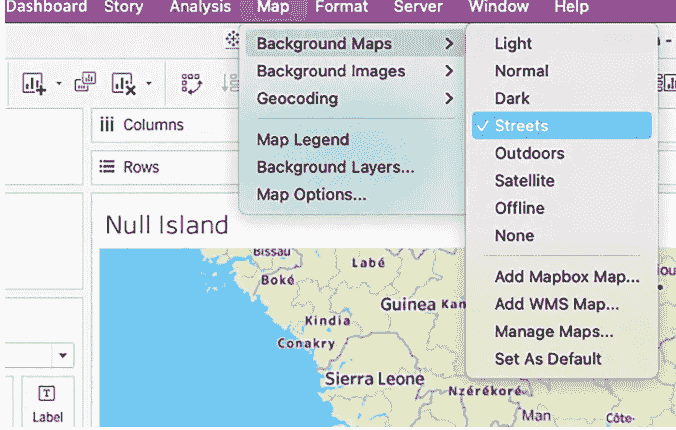 Dashboard Story Analysis Map Format Server Window Help
Background Maps
Background Images
Geocoding
Map Legend
Background Layers...
Map Options...
Light
Normal
Dark
Streets
Outdoors
Satellite
Offline
None
Add Mapbox Map...
Add WMS Map...
Manage Maps...
Set As Default
Columns
Rows
Null Island
Bissau
Labé
Boké
Guinea Kan
Kindia
Conakry
Sierra Leone
Nzérékoré
Man Côte-
Label